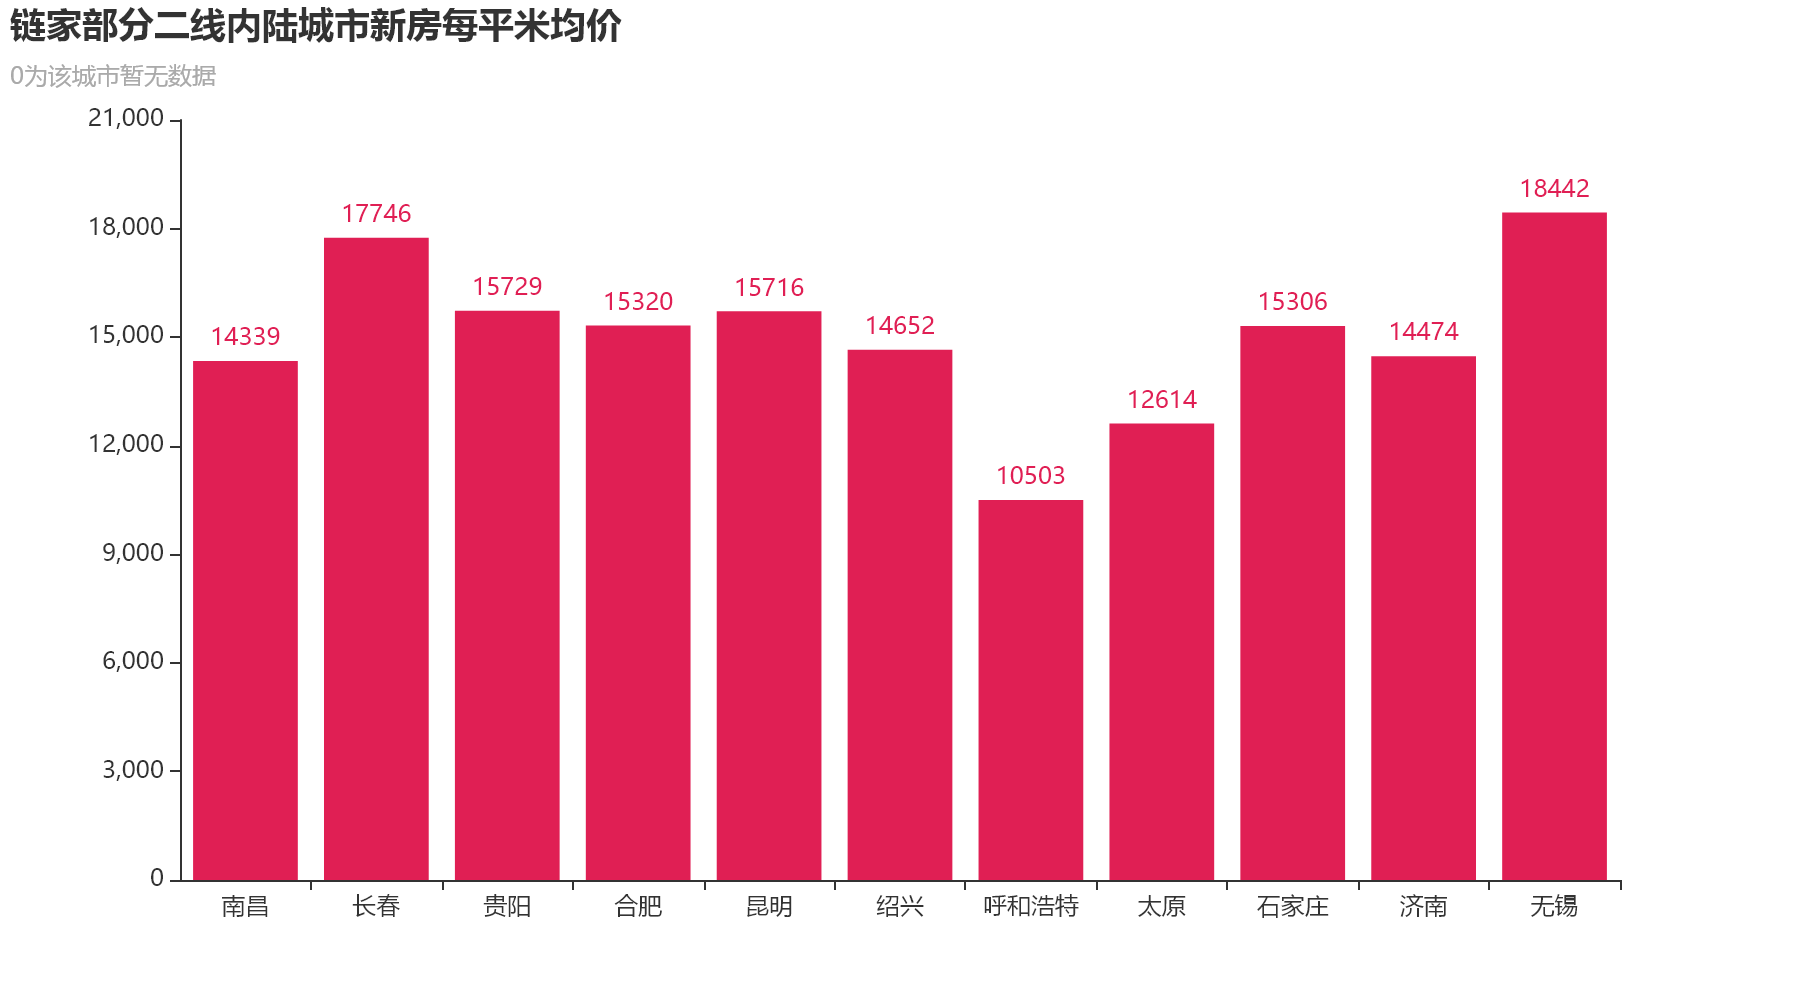 链家部分二线内陆城市新房每平米均价
0为该城市暂无数据
21,000
18,000
15,000
12,000
9,000
6,000
3,000
0
14339
17746
15729
15320
15716
14652
10503
12614
15306
14474
18442
南昌
长春
贵阳
合肥
昆明
绍兴
呼和浩特
太原
石家庄
济南
无锡